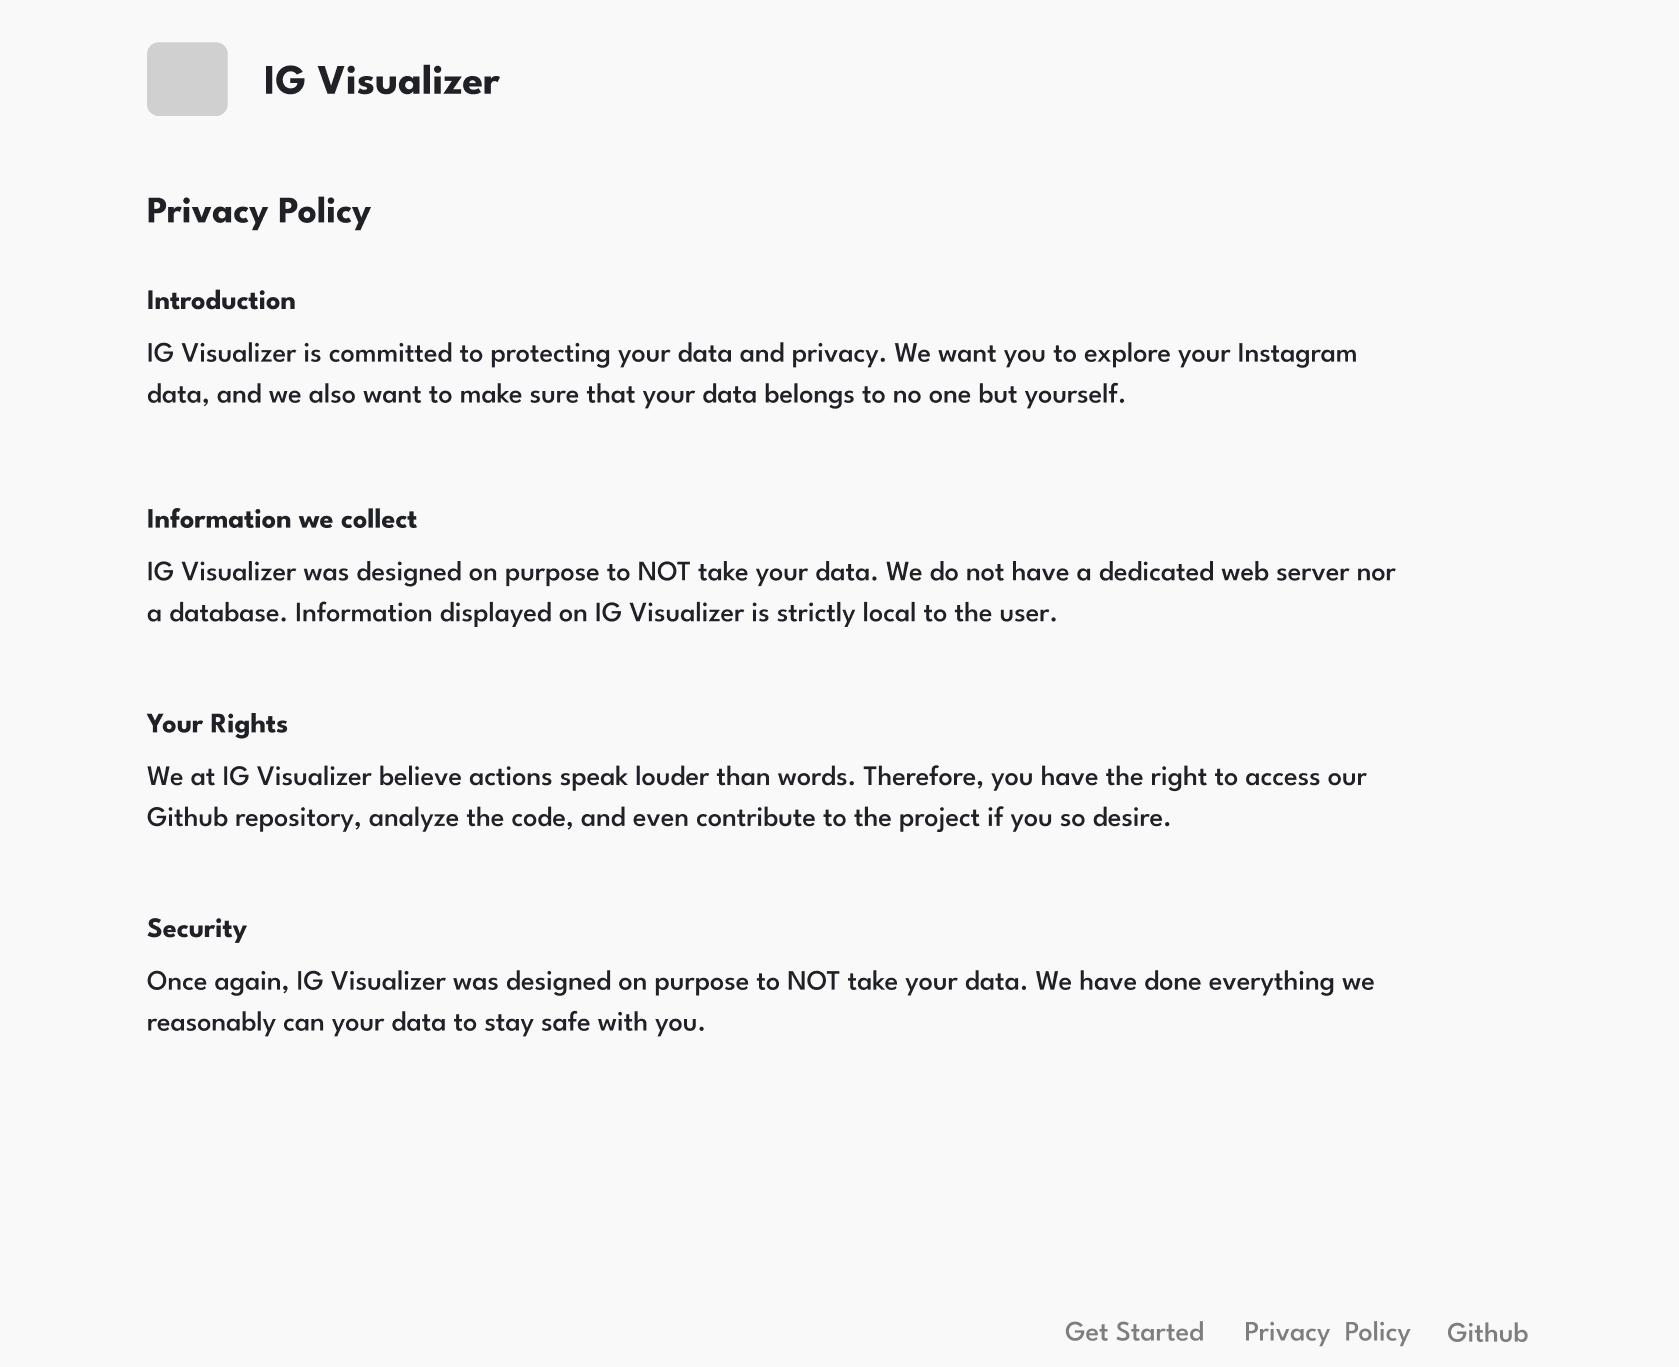 IG Visualizer
Privacy Policy
Introduction
IG Visualizer is committed to protecting your data and privacy. We want you to explore your Instagram
data, and we also want to make sure that your data belongs to no one but yourself.
Information we collect
IG Visualizer was designed on purpose to NOT take your data. We do not have a dedicated web server nor
a database. Information displayed on IG Visualizer is strictly local to the user.
Your Rights
We at IG Visualizer believe actions speak louder than words. Therefore, you have the right to access our
Github repository, analyze the code, and even contribute to the project if you so desire.
Security
Once again, IG Visualizer was designed on purpose to NOT take your data. We have done everything we
reasonably can your data to stay safe with you.
Get Started Privacy Policy Github